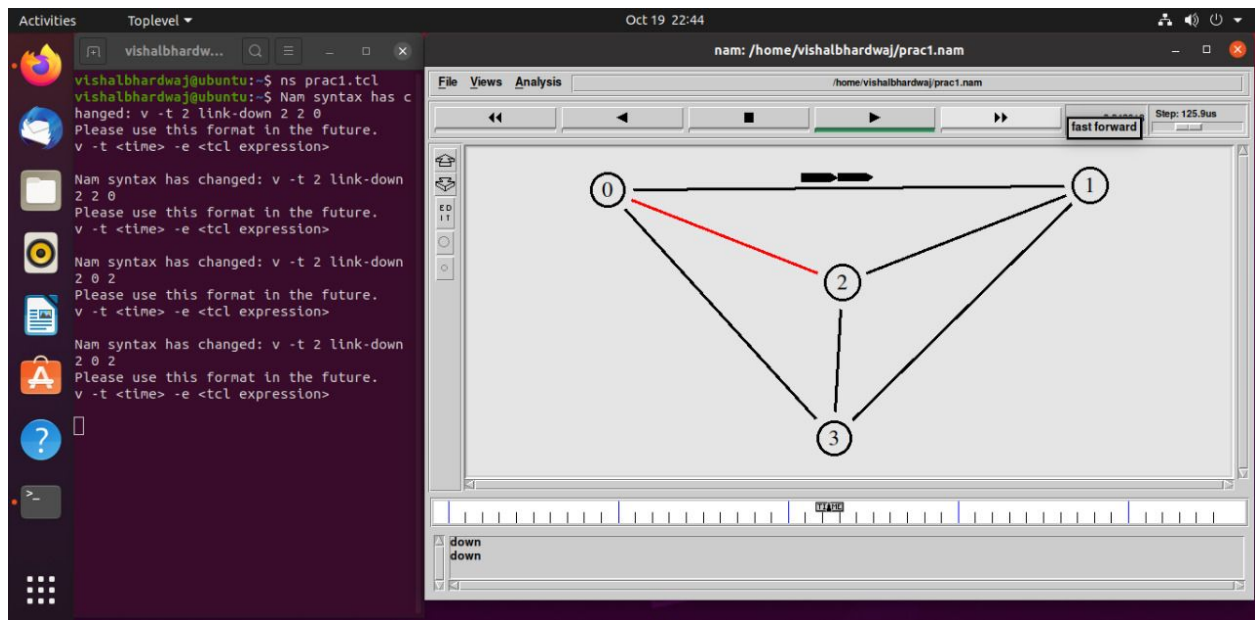 Activities
Toplevel
Oct 19 22:44
vishalbhardw...
nam: /home/vishalbhardwaj/prac1.nam
vishalbhardwaj@ubuntu:~$ ns prac1.tcl
vishalbhardwaj@ubuntu:~$ Nam syntax has c
hanged: v -t 2 link-down 2 2 0
Please use this format in the future.
v -t <time> -e <tcl expression>
Nam syntax has changed: v -t 2 link-down
2 2 0
Please use this format in the future.
v -t <time> -e <tcl expression>
Nam syntax has changed: v -t 2 link-down
2 0 2
Please use this format in the future.
v -t <time> -e <tcl expression>
Nam syntax has changed: v -t 2 link-down
2 0 2
Please use this format in the future.
v -t <time> -e <tcl expression>
File Views Analysis
/home/vishalbhardwaj/prac1.nam
Step: 125.9us
fast forward
ED
IT
0
1
2
3
TIME
down
down